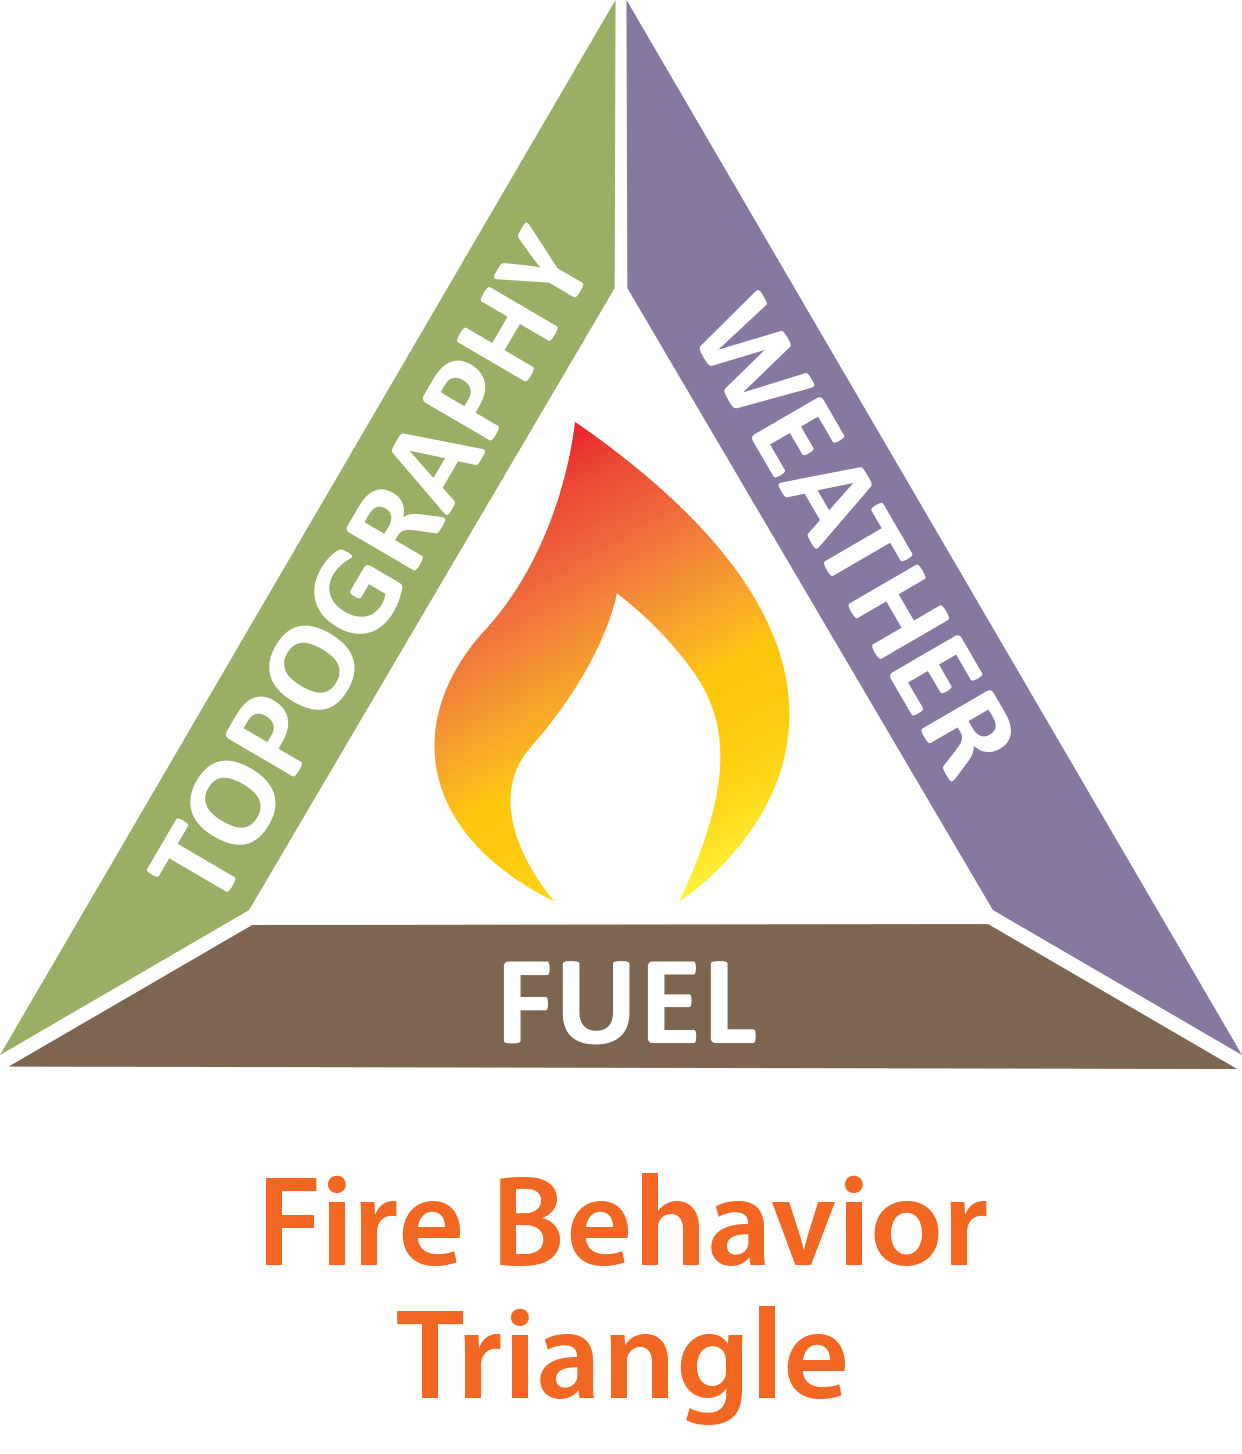 TOPOGRAPHY
WEATHER
FUEL
Fire Behavior
Triangle